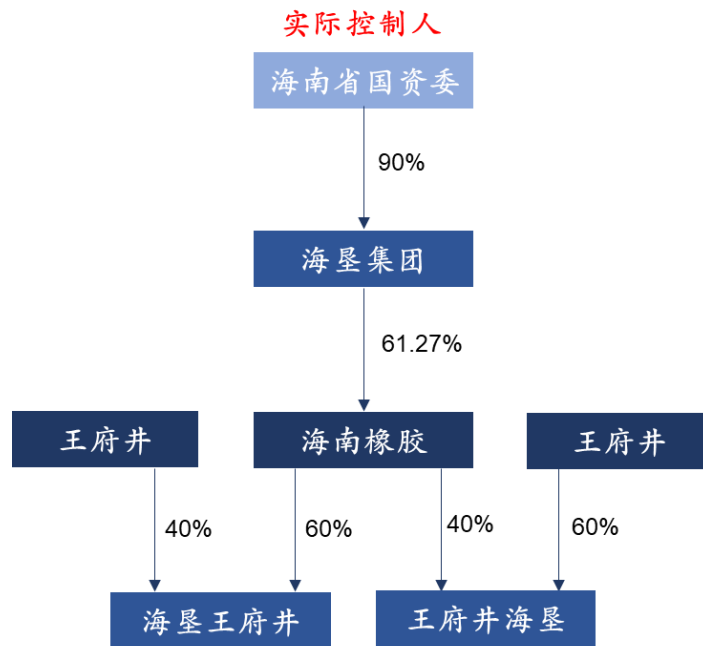 实际控制人
海南省国资委
90%
海垦集团
61.27%
王府井
海南橡胶
王府井
40%
60%
40%
60%
海垦王府井
王府井海垦